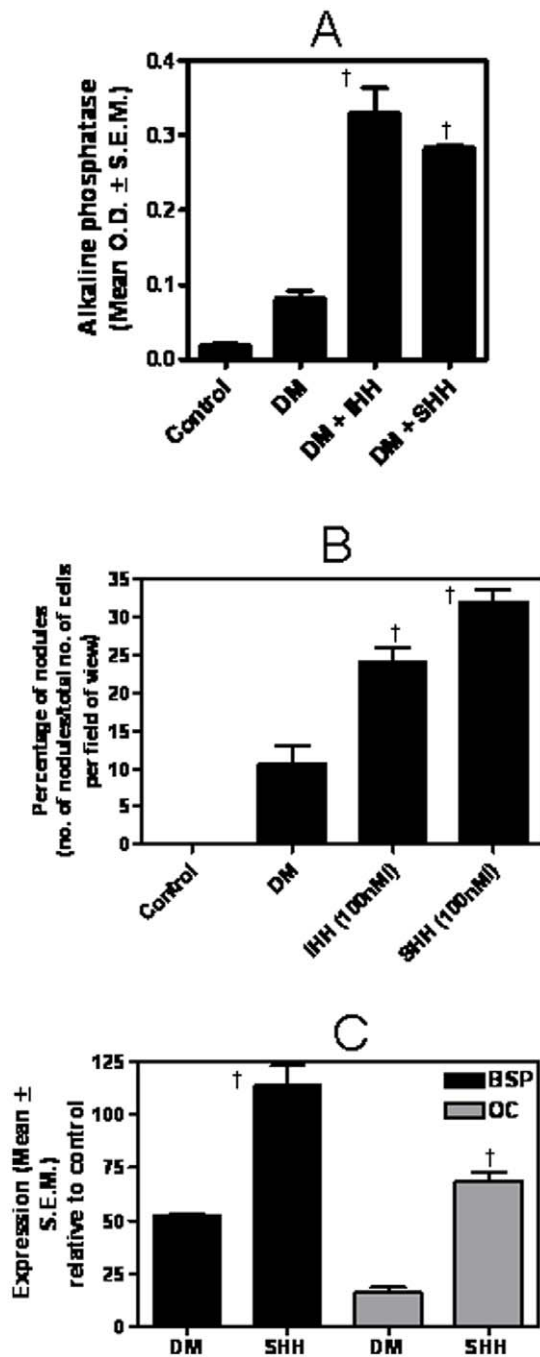 A
Alkaline phosphatase
(Mean O.D. ± S.E.M.)
0.4
0.3
0.2
0.1
0.0
†
†
Control
DM
DM + IHH
DM + SHH
B
Percentage of nodules
(no. of nodules/total no. of cells
per field of view)
35
30
25
20
15
10
5
0
†
†
Control
DM
IHH (100nMl)
SHH (100nMl)
C
Expression (Mean ±
S.E.M.)
relative to control
125
100
75
50
25
0
†
†
BSP
OC
DM
SHH
DM
SHH